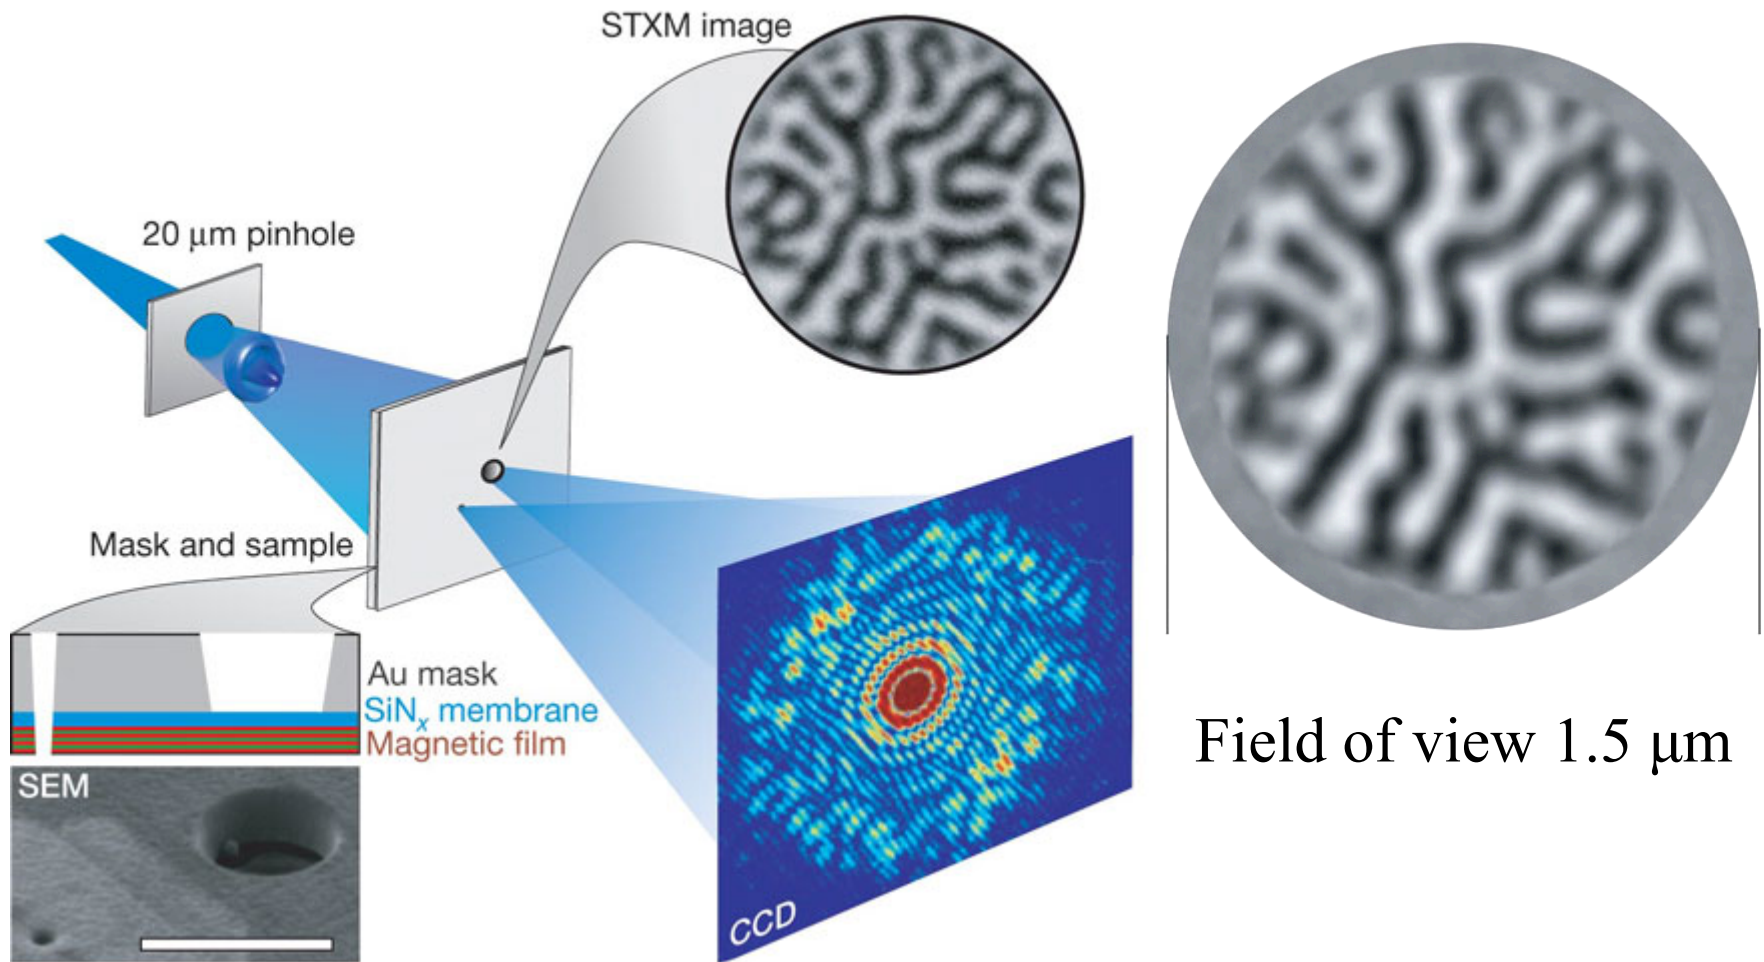 STXM image
20 μm pinhole
Mask and sample
Au mask
SiNₓ membrane
Magnetic film
SEM
CCD
Field of view 1.5 μm